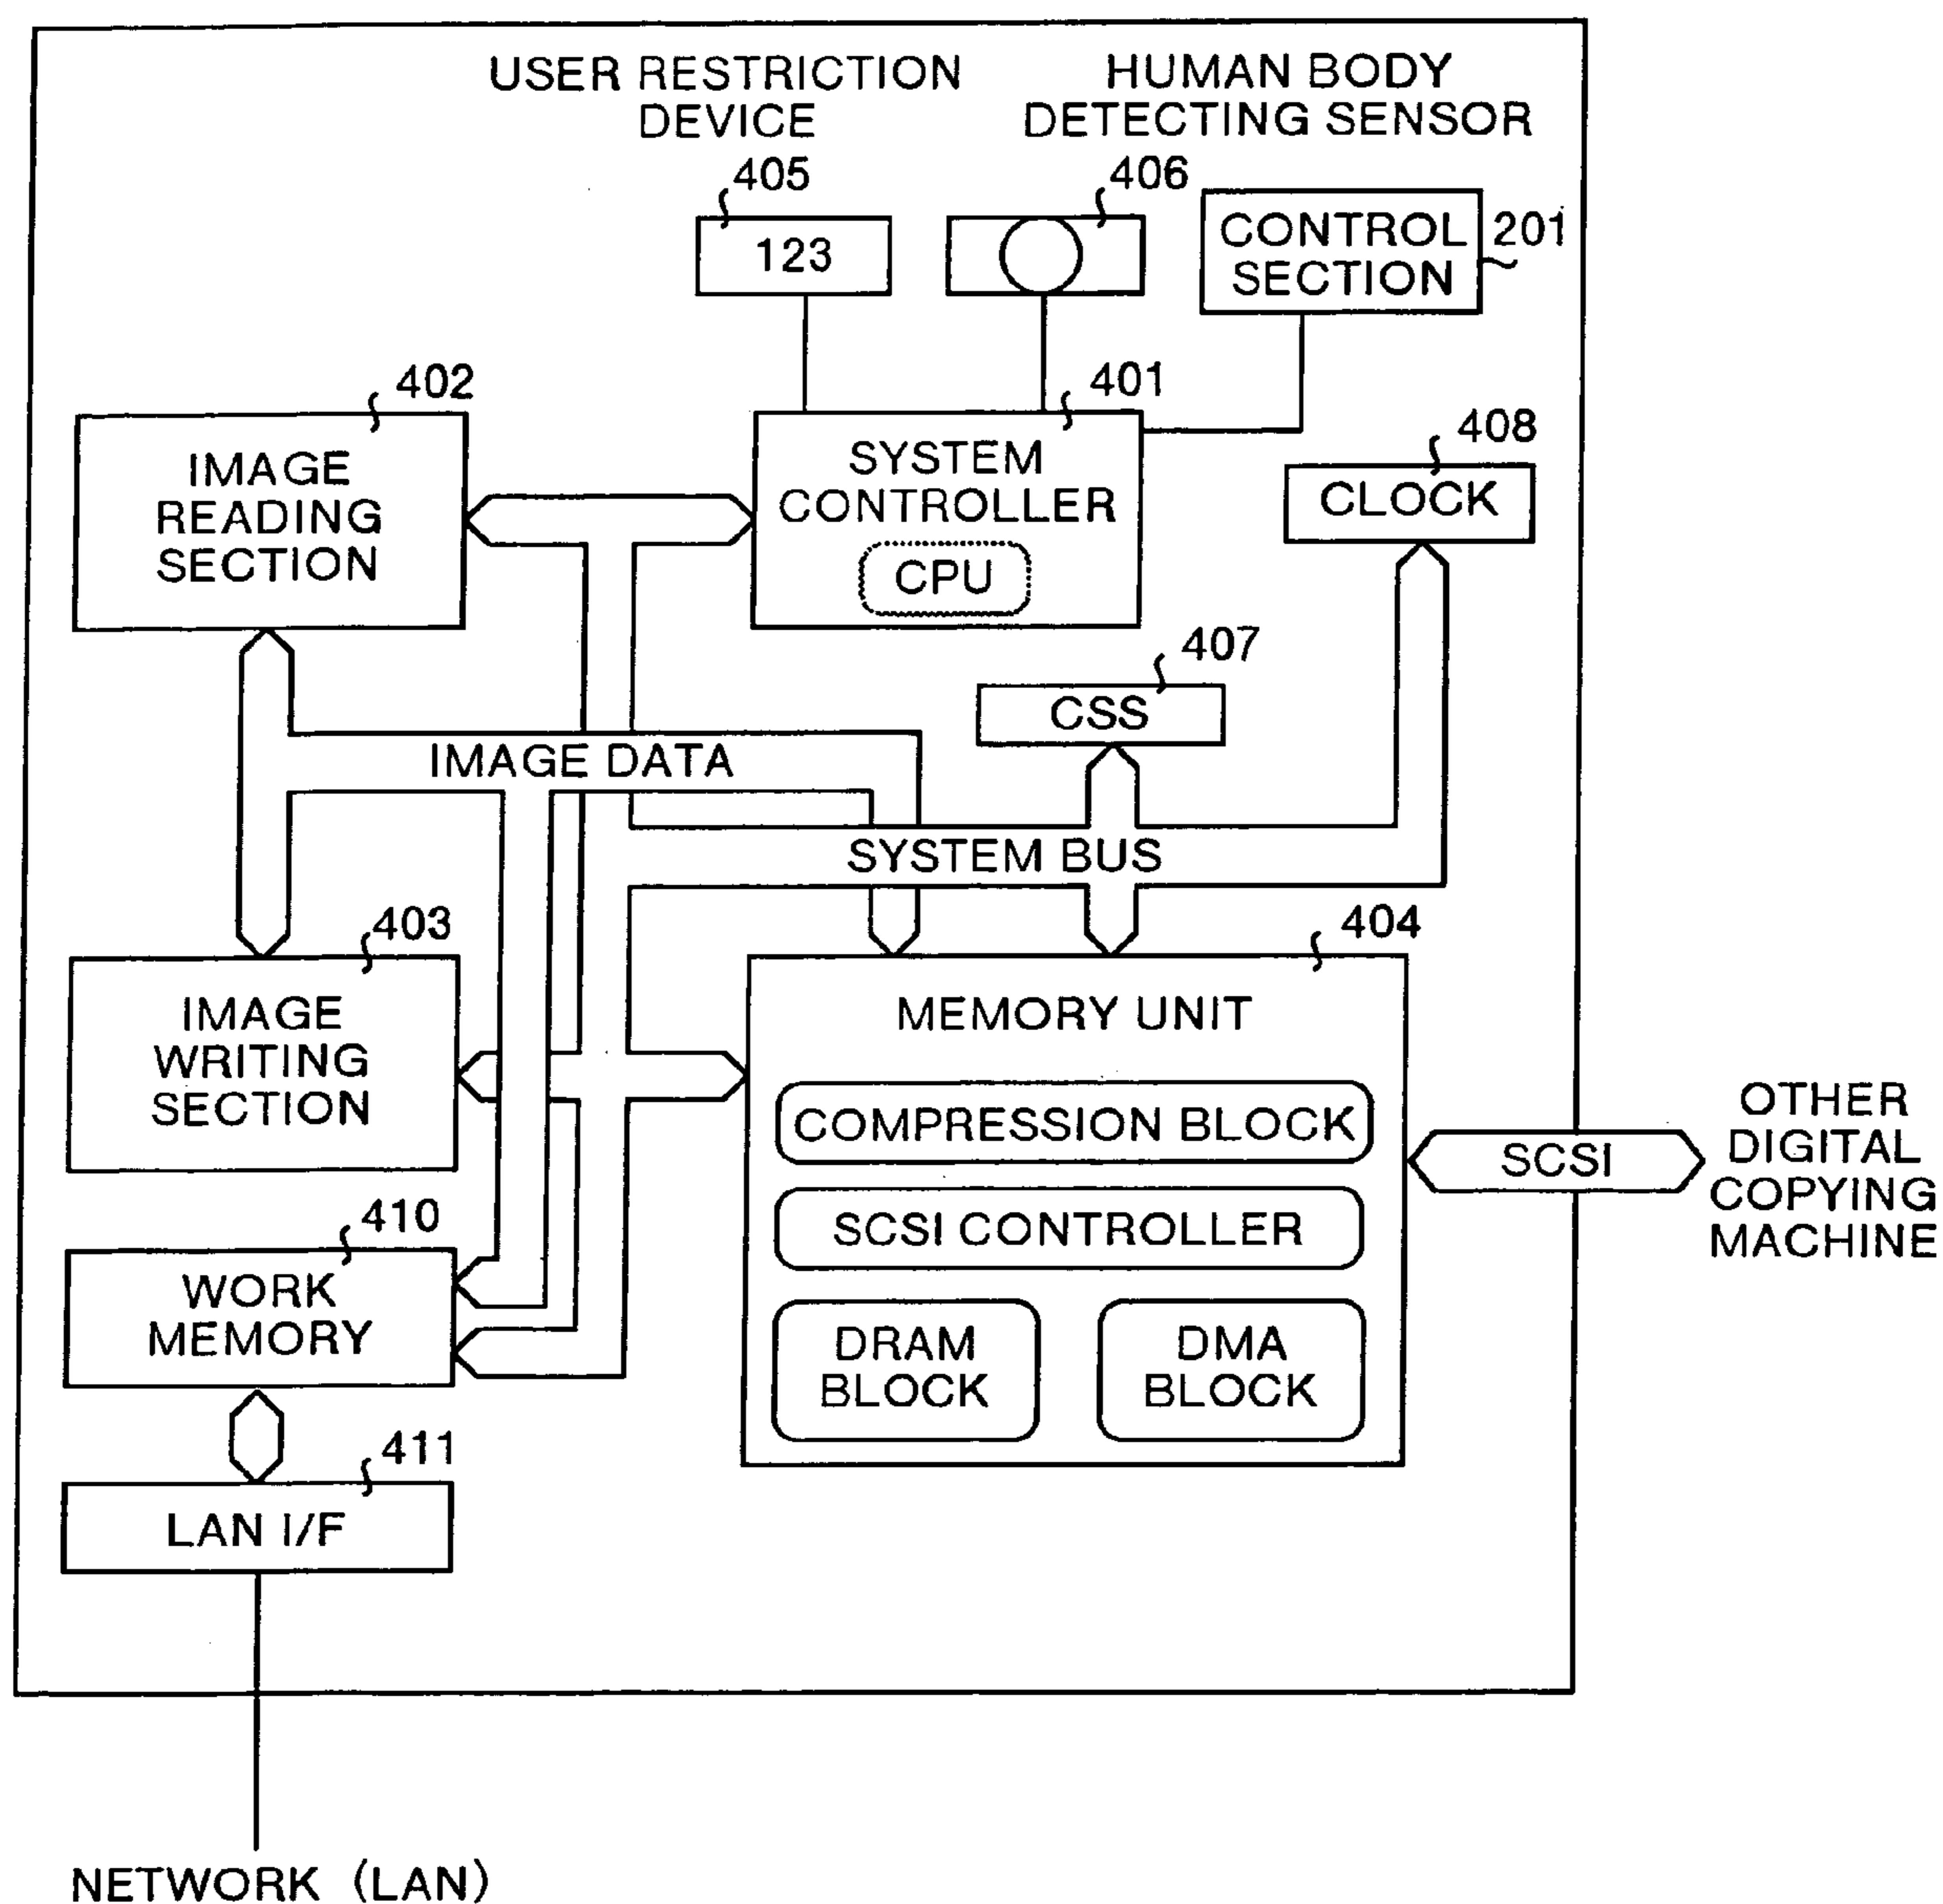 USER RESTRICTION
DEVICE
405
123
HUMAN BODY
DETECTING SENSOR
406
CONTROL
SECTION
201
402
IMAGE
READING
SECTION
401
SYSTEM
CONTROLLER
CPU
408
CLOCK
407
CSS
IMAGE DATA
SYSTEM BUS
403
IMAGE
WRITING
SECTION
404
MEMORY UNIT
COMPRESSION BLOCK
SCSI CONTROLLER
DRAM
BLOCK
DMA
BLOCK
SCSI
OTHER
DIGITAL
COPYING
MACHINE
410
WORK
MEMORY
411
LAN I/F
NETWORK (LAN)